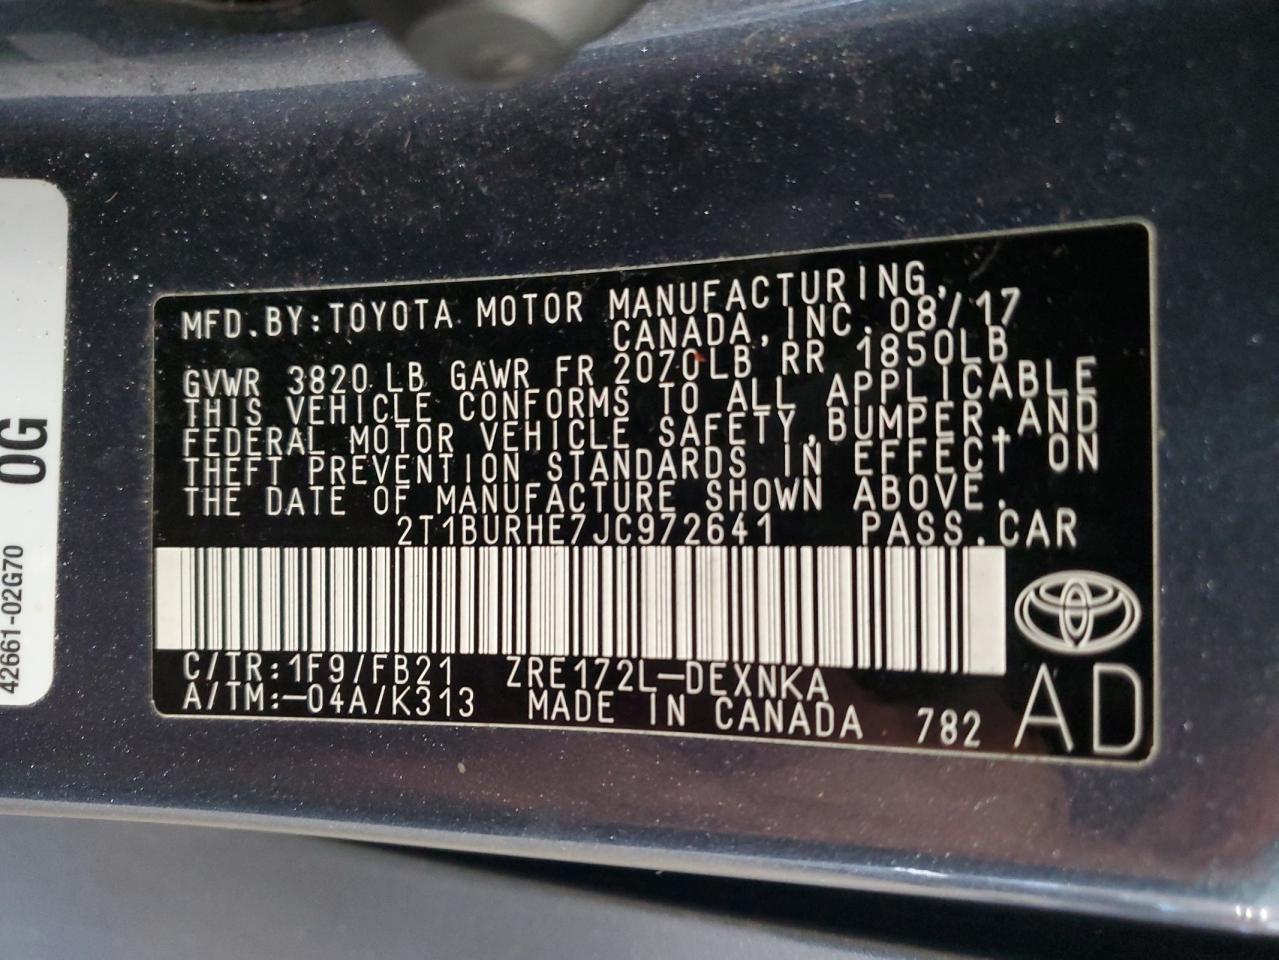 MFD.BY:TOYOTA MOTOR MANUFACTURING,
CANADA,INC. 08/17
GVWR 3820 LB GAWR FR 2070LB RR 1850LB
THIS VEHICLE CONFORMS TO ALL APPLICABLE
FEDERAL MOTOR VEHICLE SAFETY,BUMPER,AND
THEFT PREVENTION STANDARDS IN EFFECT ON
THE DATE OF MANUFACTURE SHOWN ABOVE.
2T1BURHE7JC972641 PASS.CAR
C/TR:1F9/FB21 ZRE172L-DEXNKA
A/TM:-04A/K313 MADE IN CANADA 782
AD
0G
42661-02G70